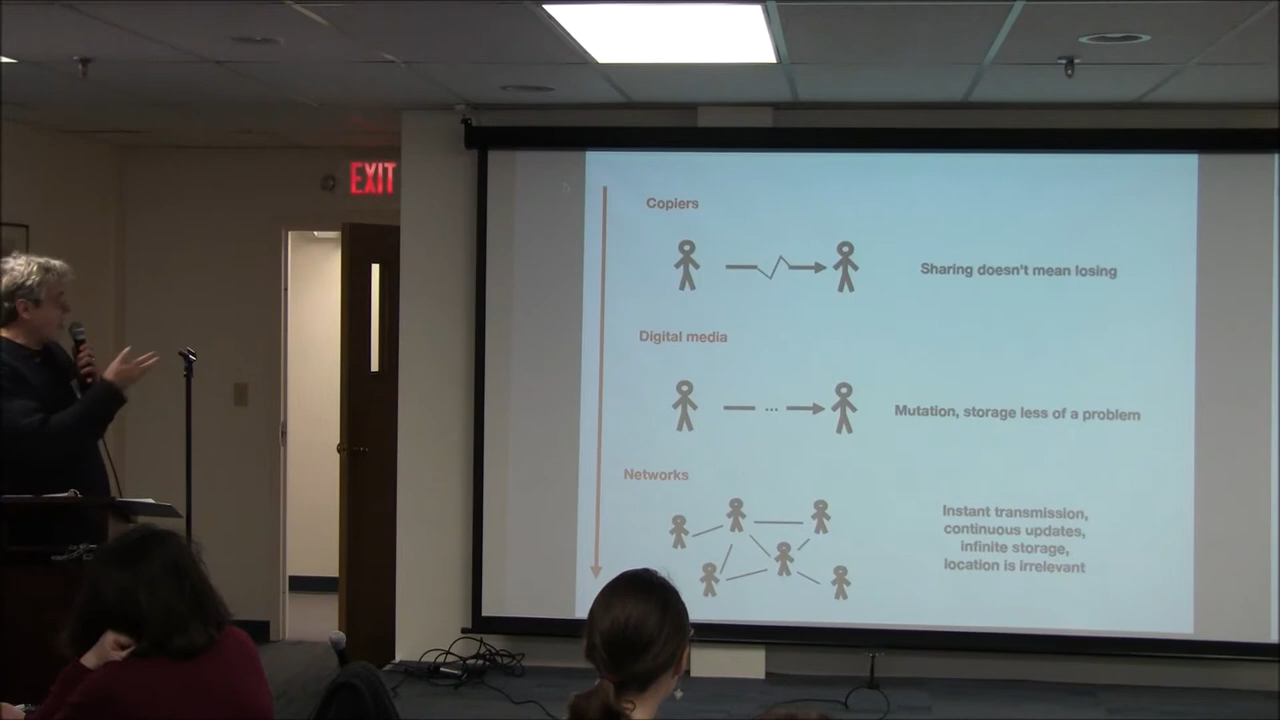 EXIT
Copiers
Sharing doesn't mean losing
Digital media
...
Mutation, storage less of a problem
Networks
Instant transmission,
continuous updates,
infinite storage,
location is irrelevant